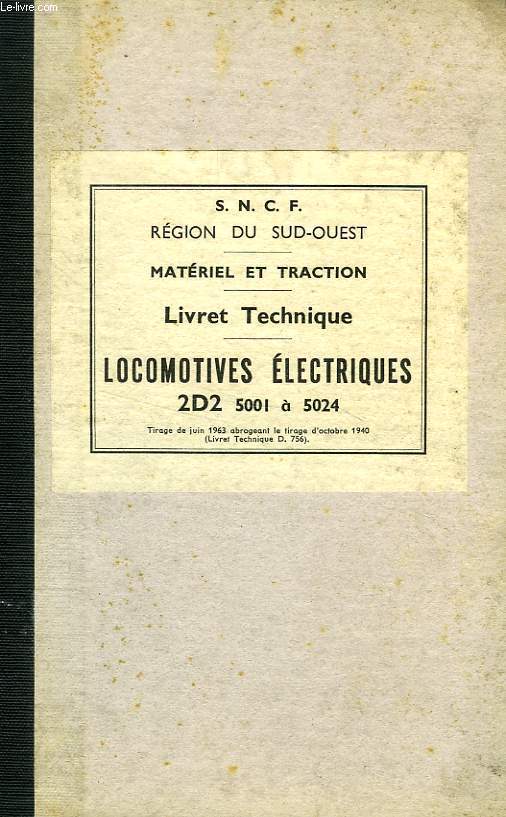 Le-livre.com
S. N. C. F.
RÉGION DU SUD-OUEST
MATÉRIEL ET TRACTION
Livret Technique
LOCOMOTIVES ÉLECTRIQUES
2D2 5001 à 5024
Tirage de juin 1963 abrogeant le tirage d'octobre 1940
(Livret Technique D. 756).